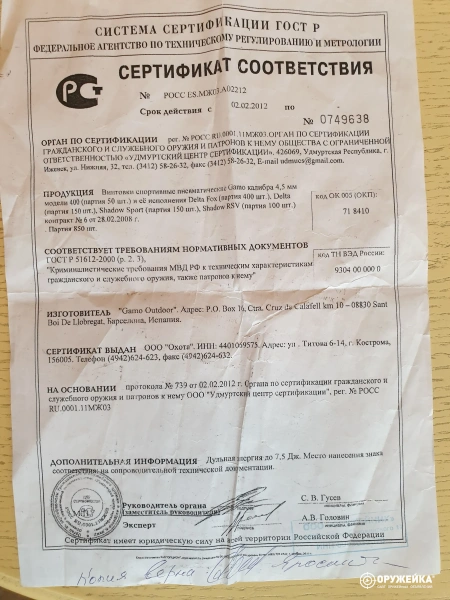 СИСТЕМА СЕРТИФИКАЦИИ ГОСТ Р
ФЕДЕРАЛЬНОЕ АГЕНТСТВО ПО ТЕХНИЧЕСКОМУ РЕГУЛИРОВАНИЮ И МЕТРОЛОГИИ
СЕРТИФИКАТ СООТВЕТСТВИЯ
№ РОСС ES.МЖ03.А02212
Срок действия с 02.02.2012 по
№ 0749638
ОРГАН ПО СЕРТИФИКАЦИИ рег. № РОСС RU.0001.11МЖ03.ОРГАН ПО СЕРТИФИКАЦИИ
ГРАЖДАНСКОГО И СЛУЖЕБНОГО ОРУЖИЯ И ПАТРОНОВ К НЕМУ ОБЩЕСТВА С ОГРАНИЧЕННОЙ
ОТВЕТСТВЕННОСТЬЮ «УДМУРТСКИЙ ЦЕНТР СЕРТИФИКАЦИИ», 426069, Удмуртская Республика, г.
Ижевск, ул. Нижняя, 32, тел. (3412) 58-26-32, факс (3412) 58-26-32, E-mail udmucs@gmail.com.
ПРОДУКЦИЯ Винтовки спортивные пневматические Gamo калибра 4,5 мм
модели 400 (партия 50 шт.) и её исполнения Delta Fox (партия 400 шт.), Delta
(партия 150 шт.), Shadow Sport (партия 150 шт.), Shadow RSV (партия 100 шт.)
контракт № 6 от 28.02.2008 г.
. Партия 850 шт.
код ОК 005 (ОКП):
71 8410
СООТВЕТСТВУЕТ ТРЕБОВАНИЯМ НОРМАТИВНЫХ ДОКУМЕНТОВ
ГОСТ Р 51612-2000 (р. 2, 3),
"Криминалистические требования МВД РФ к техническим характеристикам
гражданского и служебного оружия, также патронов к нему"
код ТН ВЭД России:
9304 00 000 0
ИЗГОТОВИТЕЛЬ "Gamo Outdoor". Адрес: P.O. Box 16, Ctra. Cruz de Calafell km 10 – 08830 Sant
Boi De Llobregat, Барселона, Испания.
СЕРТИФИКАТ ВЫДАН ООО "Охота". ИНН: 4401069575. Адрес: ул . Титова 6-14, г. Кострома,
156005. Телефон (4942)624-623, факс (4942)624-632.
НА ОСНОВАНИИ протокола № 739 от 02.02.2012 г. Органа по сертификации гражданского и
служебного оружия и патронов к нему ООО "Удмуртский центр сертификации", рег. № РОСС
RU.0001.11МЖ03
ДОПОЛНИТЕЛЬНАЯ ИНФОРМАЦИЯ Дульная энергия до 7,5 Дж. Место нанесения знака
соответствия: на сопроводительной технической документации.
Руководитель органа
(заместитель руководителя)
С. В. Гусев
Эксперт
А.В. Головин
Сертификат имеет юридическую силу на всей территории Российской Федерации
Копия верна
ОРУЖЕЙКА